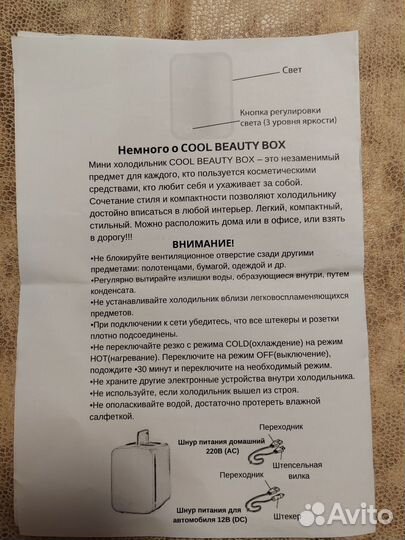 Свет
Кнопка регулировки
света (3 уровня яркости)
Немного о COOL BEAUTY BOX
Мини холодильник COOL BEAUTY BOX – это незаменимый
предмет для каждого, кто пользуется косметическими
средствами, кто любит себя и ухаживает за собой.
Сочетание стиля и компактности позволяют холодильнику
достойно вписаться в любой интерьер. Легкий, компактный,
стильный. Можно расположить дома или в офисе, или взять
в дорогу!!!
ВНИМАНИЕ!
•Не блокируйте вентиляционное отверстие сзади другими
предметами: полотенцами, бумагой, одеждой и др.
•Регулярно вытирайте излишки воды, образующиеся внутри, путем
конденсата.
•Не устанавливайте холодильник вблизи легковоспламеняющихся
предметов.
•При подключении к сети убедитесь, что все штекеры и розетки
плотно подсоединены.
•Не переключайте резко с режима COLD(охлаждение) на режим
HOT(нагревание). Переключите на режим OFF(выключение),
подождите •30 минут и переключите на необходимый режим.
•Не храните другие электронные устройства внутри холодильника.
•Не используйте, если холодильник вышел из строя.
•Не ополаскивайте водой, достаточно протереть влажной
салфеткой.
Переходник
Шнур питания домашний
220В (AC)
Штепсельная
вилка
Переходник
Шнур питания для
автомобиля 12В (DC)
Штекер
Avito